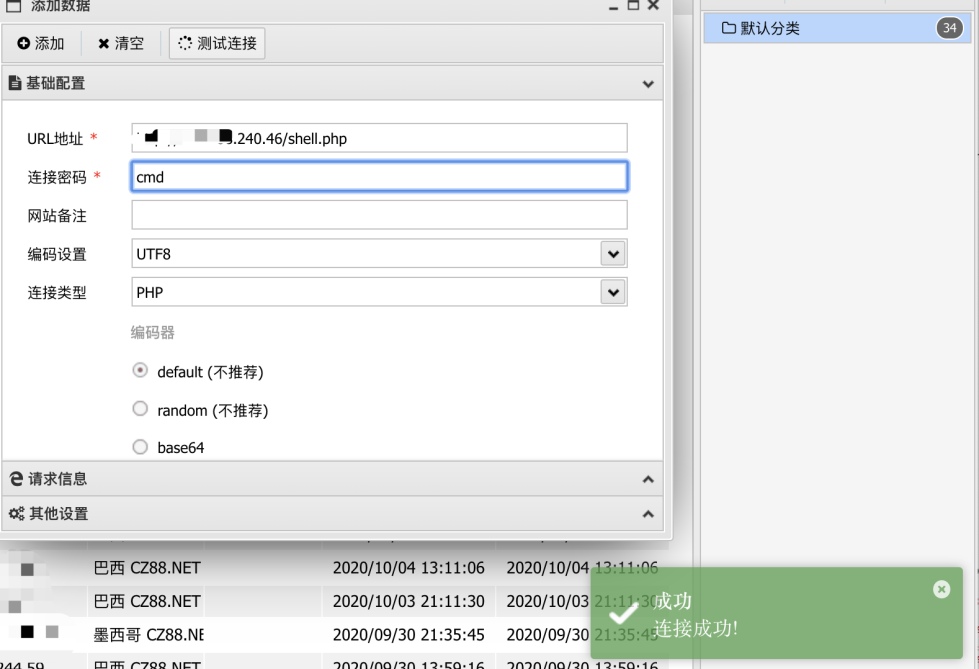 添加数据
添加 清空 测试连接
默认分类 34
基础配置
URL地址 * .240.46/shell.php
连接密码 * cmd
网站备注
编码设置 UTF8
连接类型 PHP
编码器
default (不推荐)
random (不推荐)
base64
请求信息
其他设置
巴西 CZ88.NET 2020/10/04 13:11:06 2020/10/04 13:11:06
巴西 CZ88.NET 2020/10/03 21:11:30 2020/10/03 21:11:30
墨西哥 CZ88.NE 2020/09/30 21:35:45 2020/09/30 21:35:45
244.59 巴西 CZ88.NET 2020/09/30 13:59:16 2020/09/30 13:59:16
成功
连接成功!